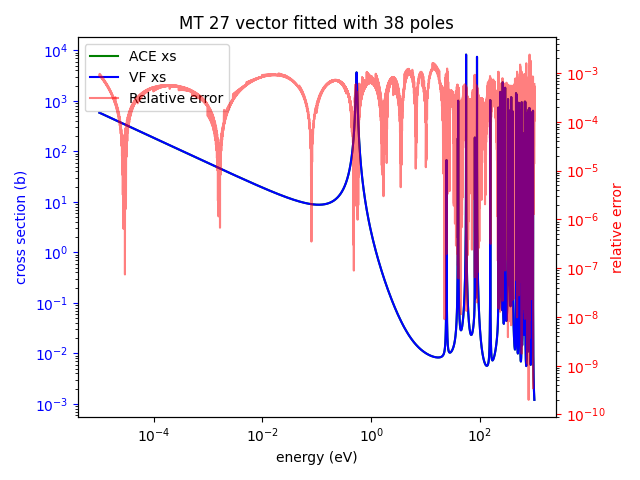 MT 27 vector fitted with 38 poles
ACE xs
VF xs
Relative error
cross section (b)
10^4
10^3
10^2
10^1
10^0
10^-1
10^-2
10^-3
relative error
10^-3
10^-4
10^-5
10^-6
10^-7
10^-8
10^-9
10^-10
10^-4
10^-2
10^0
10^2
energy (eV)